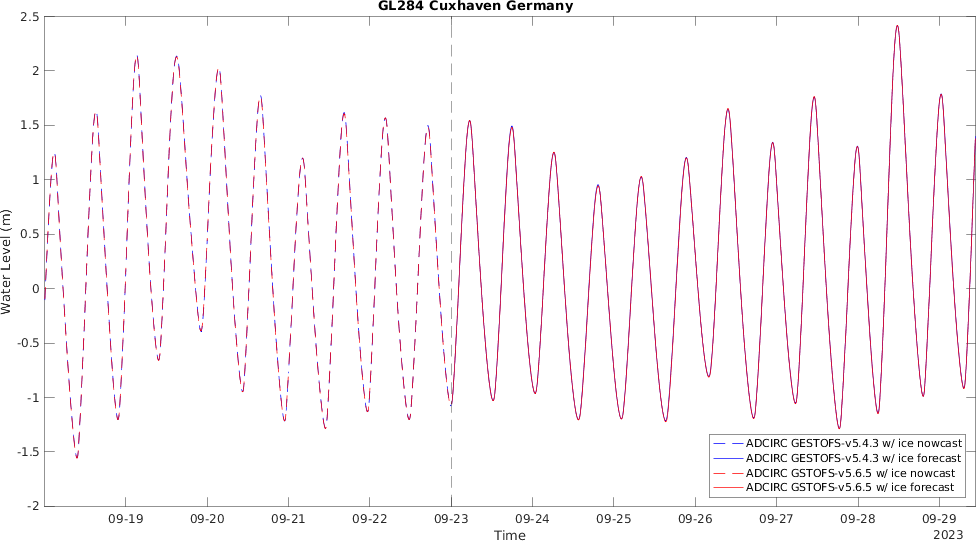 GL284 Cuxhaven Germany
2.5
2
1.5
1
0.5
0
-0.5
-1
-1.5
-2
Water Level (m)
ADCIRC GESTOFS-v5.4.3 w/ ice nowcast
ADCIRC GESTOFS-v5.4.3 w/ ice forecast
ADCIRC GSTOFS-v5.6.5 w/ ice nowcast
ADCIRC GSTOFS-v5.6.5 w/ ice forecast
09-19 09-20 09-21 09-22 09-23 09-24 09-25 09-26 09-27 09-28 09-29
Time
2023